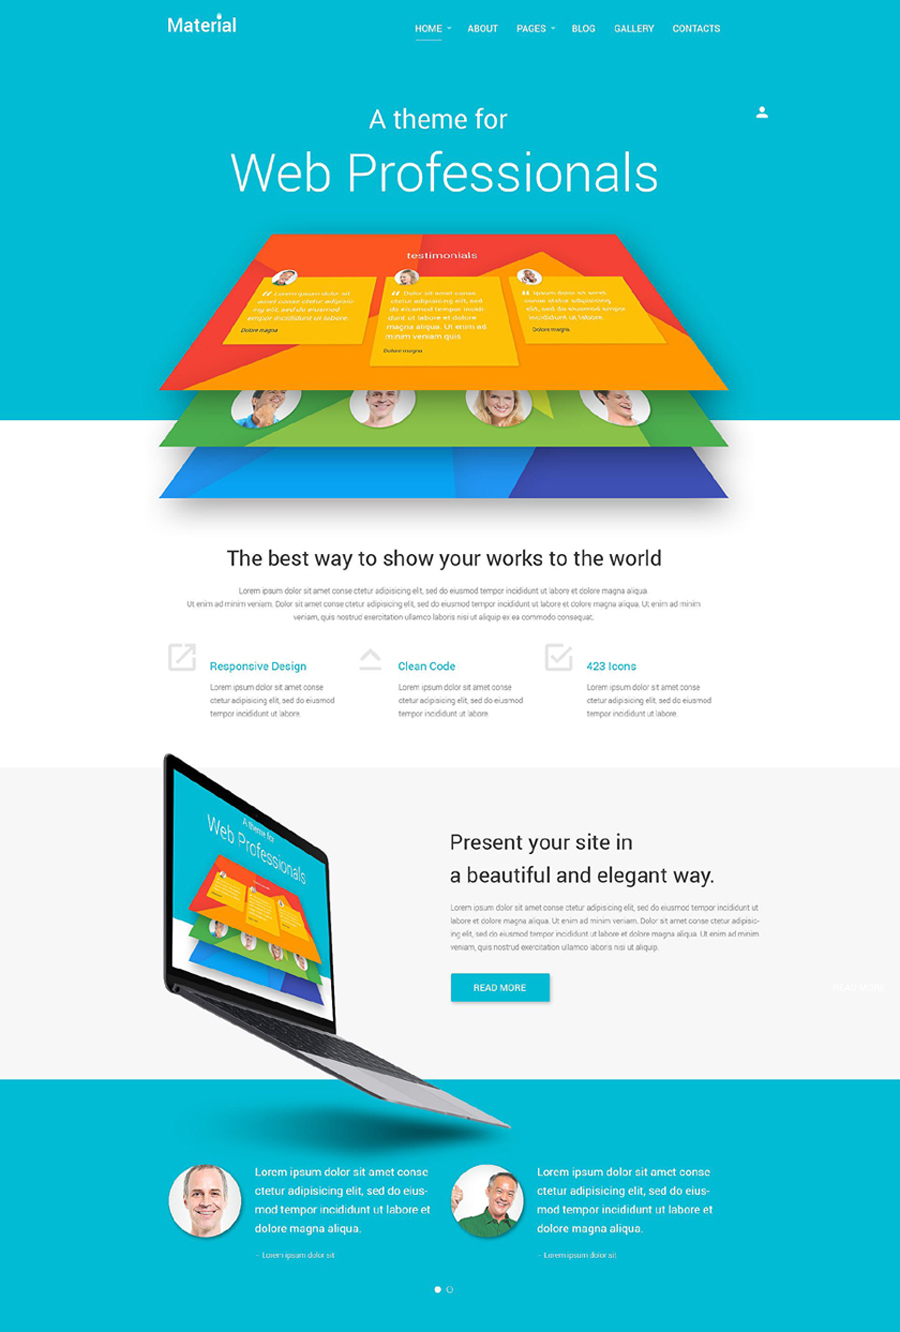 Material
HOME ABOUT PAGES BLOG GALLERY CONTACTS
A theme for
Web Professionals
testimonials
“ Lorem ipsum dolor sit
amet conse ctetur adipisic-
ing elit, sed do eiusmod
tempor incididunt ut labore.
Dolore magna
“ Dolor sit amet conse
ctetur adipisicing elit, sed
do eiusmod tempor incidi-
dunt ut labore et dolore
magna aliqua. Ut enim ad
minim veniam quis
Dolore magna
“ Ipsum dolor sit amet,
conse ctetur adipisicing
elit, sed do eiusmod tempor
incididunt ut labore.
Dolore magna
The best way to show your works to the world
Lorem ipsum dolor sit amet conse ctetur adipisicing elit, sed do eiusmod tempor incididunt ut labore et dolore magna aliqua.
Ut enim ad minim veniam. Dolor sit amet conse ctetur adipisicing elit, sed do eiusmod tempor incididunt ut labore et dolore magna aliqua. Ut enim ad minim
veniam, quis nostrud exercitation ullamco laboris nisi ut aliquip ex ea commodo consequat.
Responsive Design
Lorem ipsum dolor sit amet conse
ctetur adipisicing elit, sed do eiusmod
tempor incididunt ut labore.
Clean Code
Lorem ipsum dolor sit amet conse
ctetur adipisicing elit, sed do eiusmod
tempor incididunt ut labore.
423 Icons
Lorem ipsum dolor sit amet conse
ctetur adipisicing elit, sed do eiusmod
tempor incididunt ut labore.
A theme for
Web Professionals
testimonials
Present your site in
a beautiful and elegant way.
Lorem ipsum dolor sit amet conse ctetur adipisicing elit, sed do eiusmod tempor incididunt ut
labore et dolore magna aliqua. Ut enim ad minim veniam. Dolor sit amet conse ctetur adipisic-
ing elit, sed do eiusmod tempor incididunt ut labore et dolore magna aliqua. Ut enim ad minim
veniam, quis nostrud exercitation ullamco laboris nisi ut aliquip.
READ MORE
READ MORE
Lorem ipsum dolor sit amet conse
ctetur adipisicing elit, sed do eius-
mod tempor incididunt ut labore et
dolore magna aliqua.
- Lorem ipsum dolor sit
Lorem ipsum dolor sit amet conse
ctetur adipisicing elit, sed do eius-
mod tempor incididunt ut labore et
dolore magna aliqua.
- Lorem ipsum dolor sit